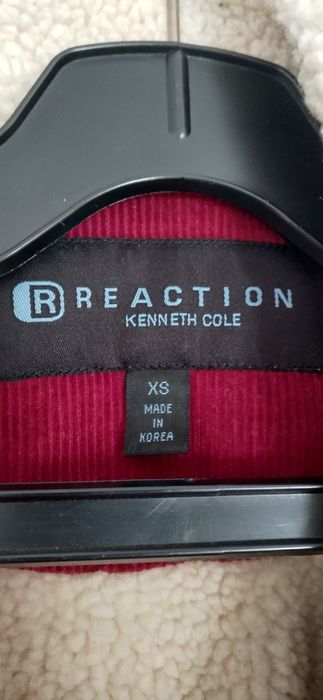 R REACTION
KENNETH COLE
XS
MADE
IN
KOREA